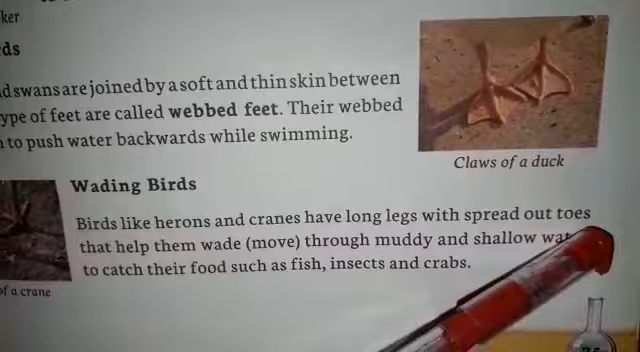 ker
ds
d swans are joined by a soft and thin skin between
ype of feet are called webbed feet. Their webbed
to push water backwards while swimming.
Claws of a duck
Wading Birds
Birds like herons and cranes have long legs with spread out toes
that help them wade (move) through muddy and shallow wat
to catch their food such as fish, insects and crabs.
of a crane